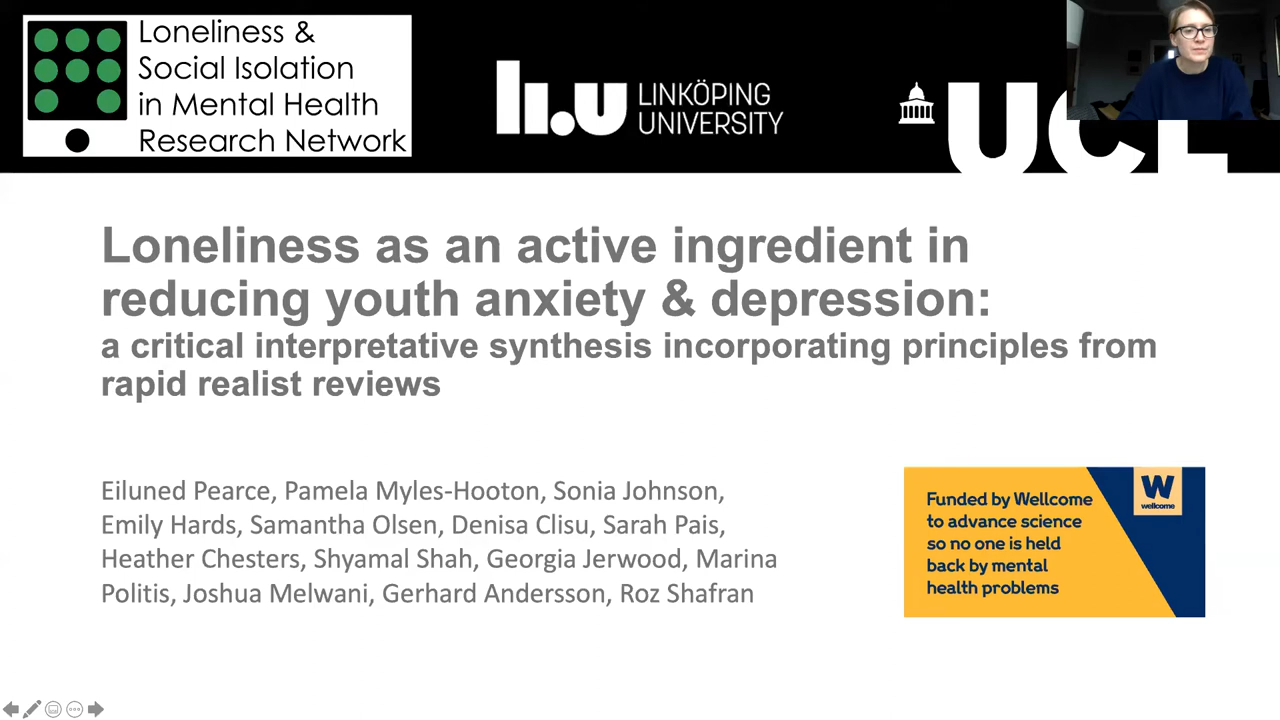 Loneliness &
Social Isolation
in Mental Health
Research Network
LINKÖPING
UNIVERSITY
UCL
Loneliness as an active ingredient in
reducing youth anxiety & depression:
a critical interpretative synthesis incorporating principles from
rapid realist reviews
Eiluned Pearce, Pamela Myles-Hooton, Sonia Johnson,
Emily Hards, Samantha Olsen, Denisa Clisu, Sarah Pais,
Heather Chesters, Shyamal Shah, Georgia Jerwood, Marina
Politis, Joshua Melwani, Gerhard Andersson, Roz Shafran
Funded by Wellcome
to advance science
so no one is held
back by mental
health problems
W
wellcome